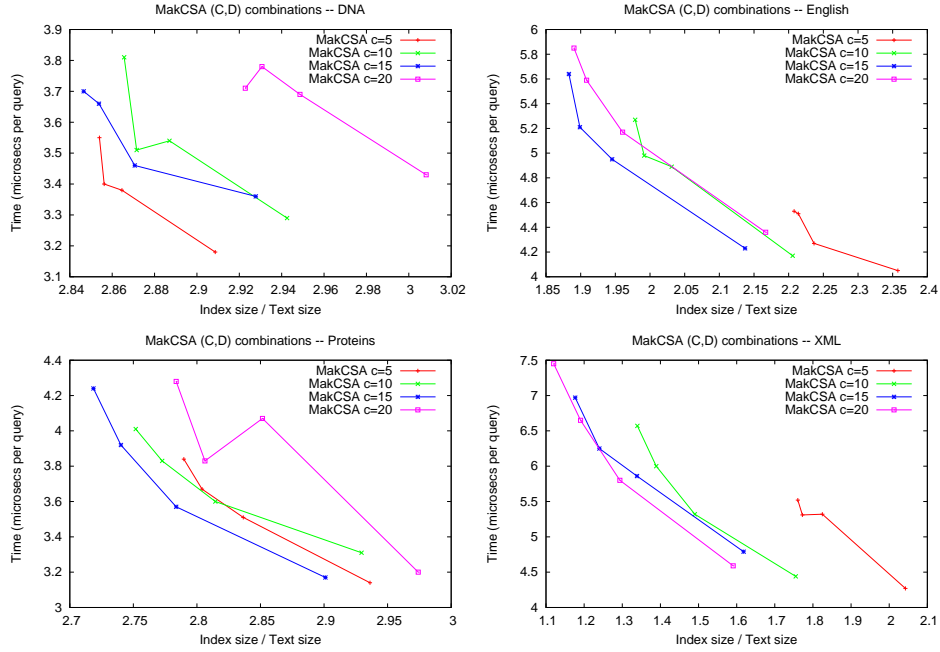 MakCSA (C,D) combinations -- DNA
3.9
3.8
3.7
3.6
3.5
3.4
3.3
3.2
3.1
Time (microsecs per query)
MakCSA c=5
MakCSA c=10
MakCSA c=15
MakCSA c=20
2.84 2.86 2.88 2.9 2.92 2.94 2.96 2.98 3 3.02
Index size / Text size
MakCSA (C,D) combinations -- English
6
5.8
5.6
5.4
5.2
5
4.8
4.6
4.4
4.2
4
Time (microsecs per query)
MakCSA c=5
MakCSA c=10
MakCSA c=15
MakCSA c=20
1.85 1.9 1.95 2 2.05 2.1 2.15 2.2 2.25 2.3 2.35 2.4
Index size / Text size
MakCSA (C,D) combinations -- Proteins
4.4
4.2
4
3.8
3.6
3.4
3.2
3
Time (microsecs per query)
MakCSA c=5
MakCSA c=10
MakCSA c=15
MakCSA c=20
2.7 2.75 2.8 2.85 2.9 2.95 3
Index size / Text size
MakCSA (C,D) combinations -- XML
7.5
7
6.5
6
5.5
5
4.5
4
Time (microsecs per query)
MakCSA c=5
MakCSA c=10
MakCSA c=15
MakCSA c=20
1.1 1.2 1.3 1.4 1.5 1.6 1.7 1.8 1.9 2 2.1
Index size / Text size